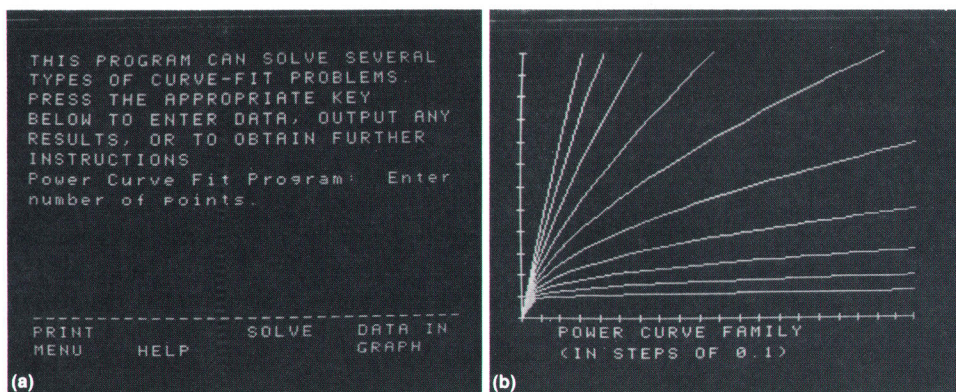 THIS PROGRAM CAN SOLVE SEVERAL
TYPES OF CURVE-FIT PROBLEMS.
PRESS THE APPROPRIATE KEY
BELOW TO ENTER DATA, OUTPUT ANY
RESULTS, OR TO OBTAIN FURTHER
INSTRUCTIONS
Power Curve Fit Program: Enter
number of points.
PRINT SOLVE DATA IN
MENU HELP GRAPH
(a)
POWER CURVE FAMILY
(IN STEPS OF 0.1)
(b)